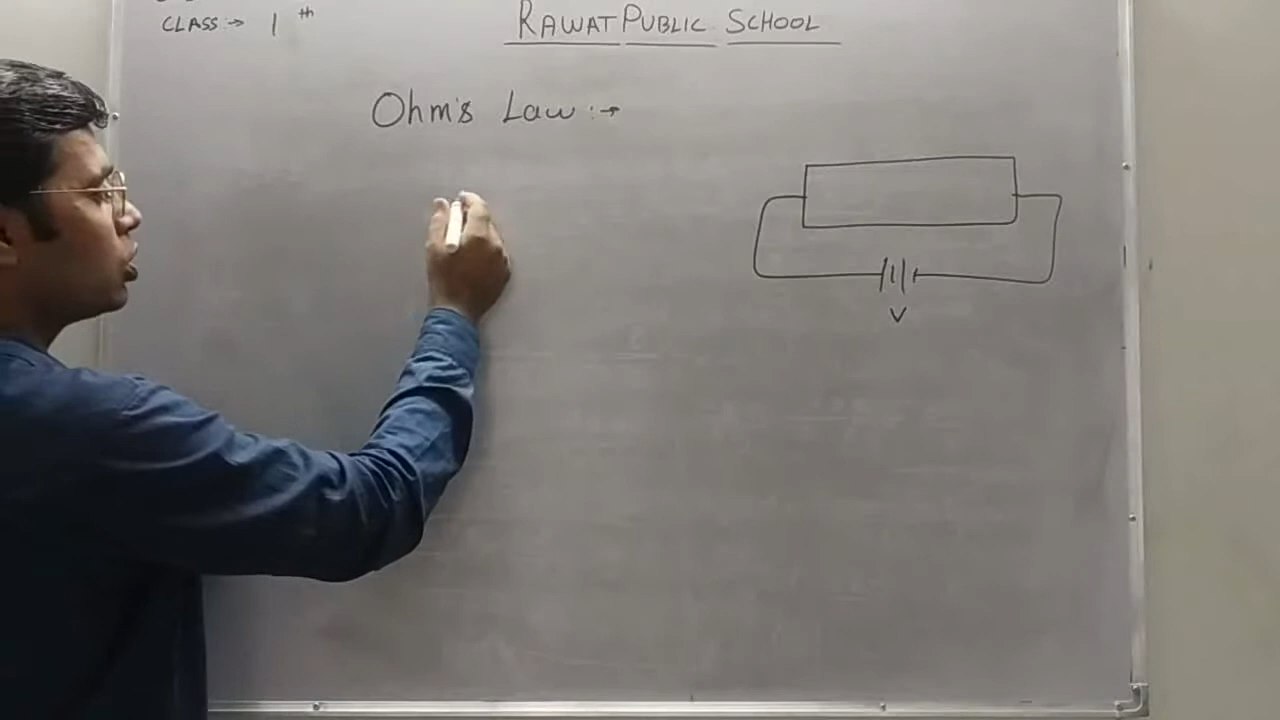 RAWAT PUBLIC SCHOOL
CLASS:→ 1 th
Ohm's Law :→
V